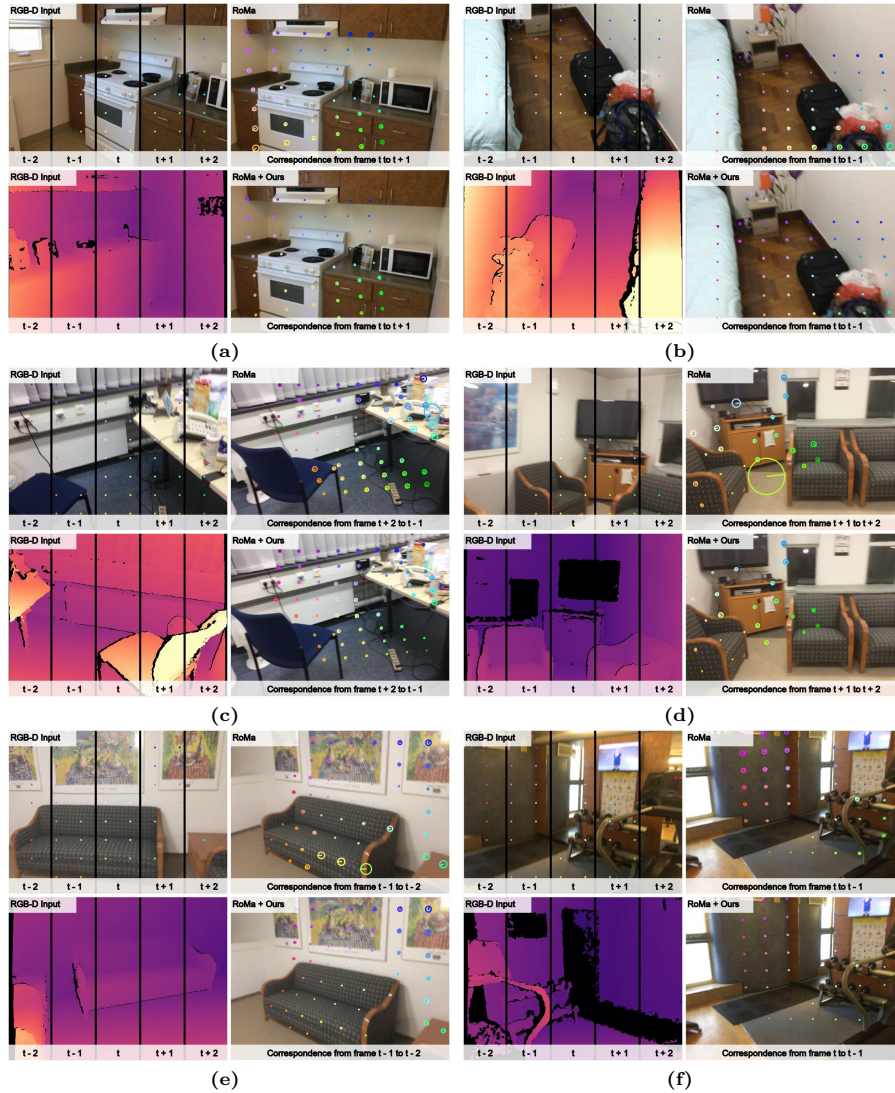 RGB-D Input
t - 2 t - 1 t t + 1 t + 2
RoMa
Correspondence from frame t to t + 1
RGB-D Input
t - 2 t - 1 t t + 1 t + 2
RoMa + Ours
Correspondence from frame t to t + 1
(a)
RGB-D Input
t - 2 t - 1 t t + 1 t + 2
RoMa
Correspondence from frame t to t - 1
RGB-D Input
t - 2 t - 1 t t + 1 t + 2
RoMa + Ours
Correspondence from frame t to t - 1
(b)
RGB-D Input
t - 2 t - 1 t t + 1 t + 2
RoMa
Correspondence from frame t + 2 to t - 1
RGB-D Input
t - 2 t - 1 t t + 1 t + 2
RoMa + Ours
Correspondence from frame t + 2 to t - 1
(c)
RGB-D Input
t - 2 t - 1 t t + 1 t + 2
RoMa
Correspondence from frame t + 1 to t + 2
RGB-D Input
t - 2 t - 1 t t + 1 t + 2
RoMa + Ours
Correspondence from frame t + 1 to t + 2
(d)
RGB-D Input
t - 2 t - 1 t t + 1 t + 2
RoMa
Correspondence from frame t - 1 to t - 2
RGB-D Input
t - 2 t - 1 t t + 1 t + 2
RoMa + Ours
Correspondence from frame t - 1 to t - 2
(e)
RGB-D Input
t - 2 t - 1 t t + 1 t + 2
RoMa
Correspondence from frame t to t - 1
RGB-D Input
t - 2 t - 1 t t + 1 t + 2
RoMa + Ours
Correspondence from frame t to t - 1
(f)